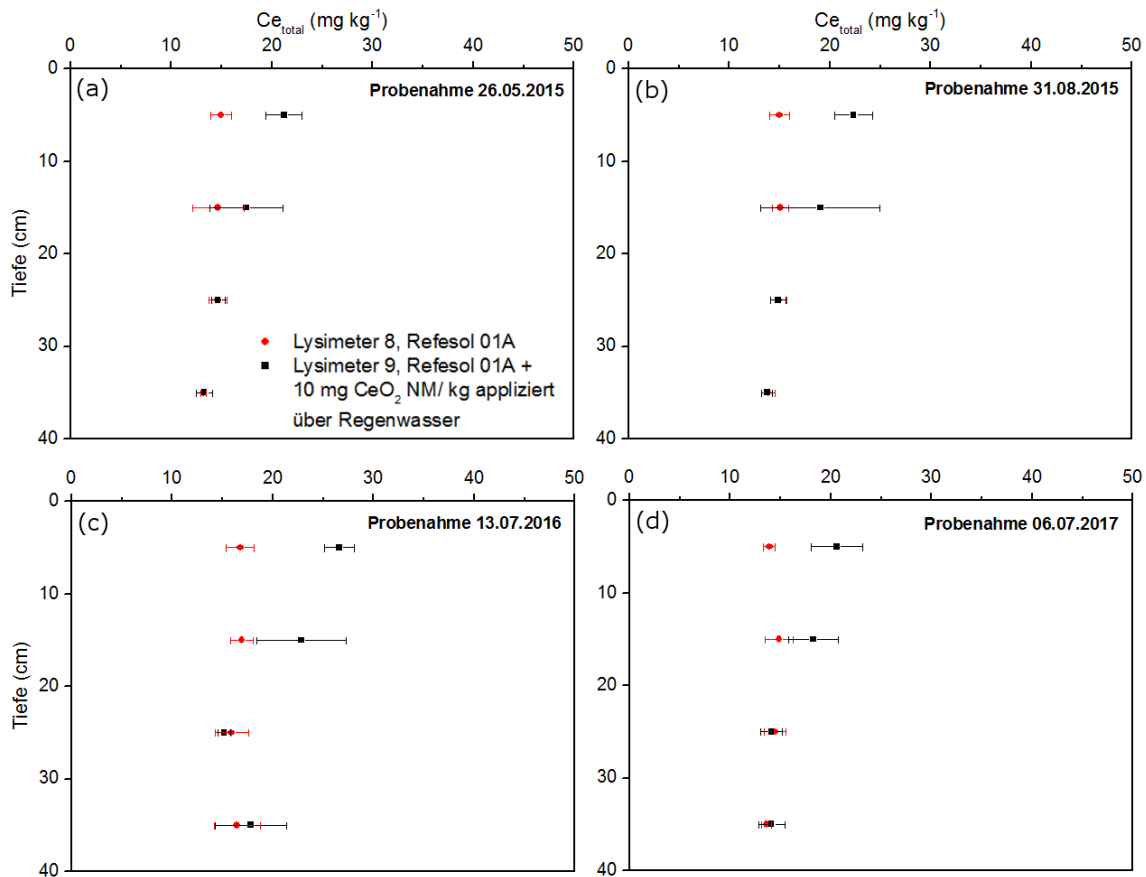 Ce_total (mg kg⁻¹)
Ce_total (mg kg⁻¹)
0 10 20 30 40 50
0 10 20 30 40 50
0
10
20
30
40
Tiefe (cm)
(a)
Probenahme 26.05.2015
Lysimeter 8, Refesol 01A
Lysimeter 9, Refesol 01A +
10 mg CeO₂ NM/ kg appliziert
über Regenwasser
0
10
20
30
40
(b)
Probenahme 31.08.2015
0 10 20 30 40 50
0 10 20 30 40 50
0
10
20
30
40
Tiefe (cm)
(c)
Probenahme 13.07.2016
0
10
20
30
40
(d)
Probenahme 06.07.2017